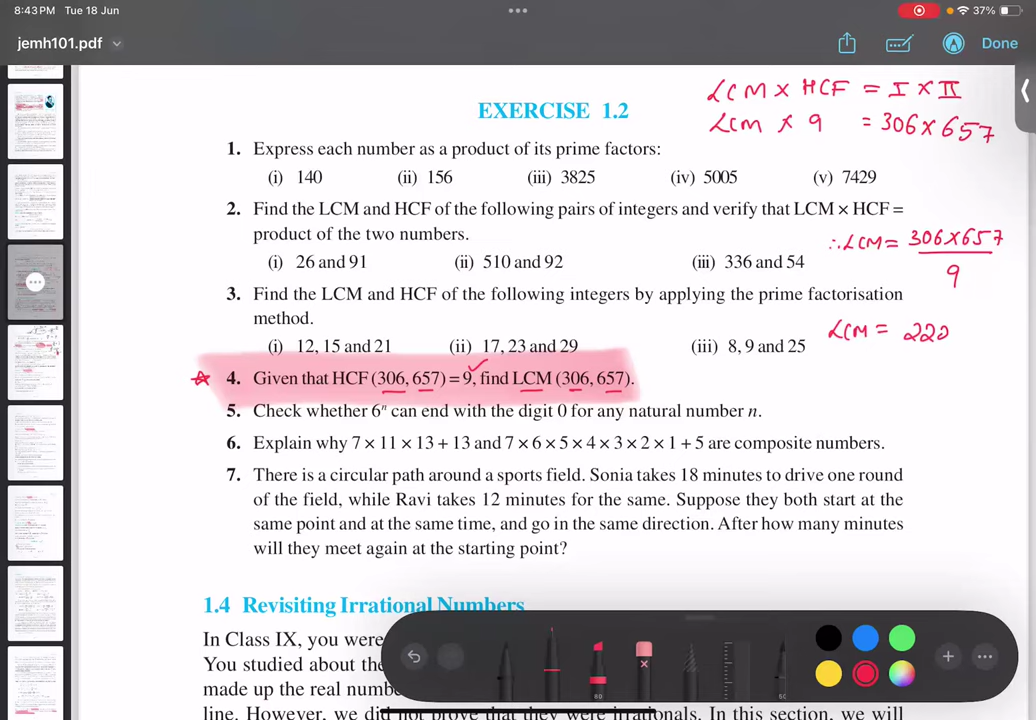 8:43 PM Tue 18 Jun
37%
jemh101.pdf
Done
LCM × HCF = I × II
LCM × 9 = 306×657
EXERCISE 1.2
1. Express each number as a product of its prime factors:
(i) 140 (ii) 156 (iii) 3825 (iv) 5005 (v) 7429
2. Find the LCM and HCF of the following pairs of integers and verify that LCM × HCF =
product of the two numbers.
(i) 26 and 91 (ii) 510 and 92 (iii) 336 and 54
∴ LCM = 306×657
9
3. Find the LCM and HCF of the following integers by applying the prime factorisation
method.
(i) 12, 15 and 21 (ii) 17, 23 and 29 (iii) 8, 9 and 25
LCM = 222
4. Given that HCF (306, 657) = 9, find LCM (306, 657).
5. Check whether 6ⁿ can end with the digit 0 for any natural number n.
6. Explain why 7 × 11 × 13 + 13 and 7 × 6 × 5 × 4 × 3 × 2 × 1 + 5 are composite numbers.
7. There is a circular path around a sports field. Sonia takes 18 minutes to drive one round
of the field, while Ravi takes 12 minutes for the same. Suppose they both start at the
same point and at the same time, and go in the same direction. After how many minutes
will they meet again at the starting point?
1.4 Revisiting Irrational Numbers
In Class IX, you were
You studied about the
made up the real numb
line. However, we did not prove that they were irrationals. In this section, we will
80
50